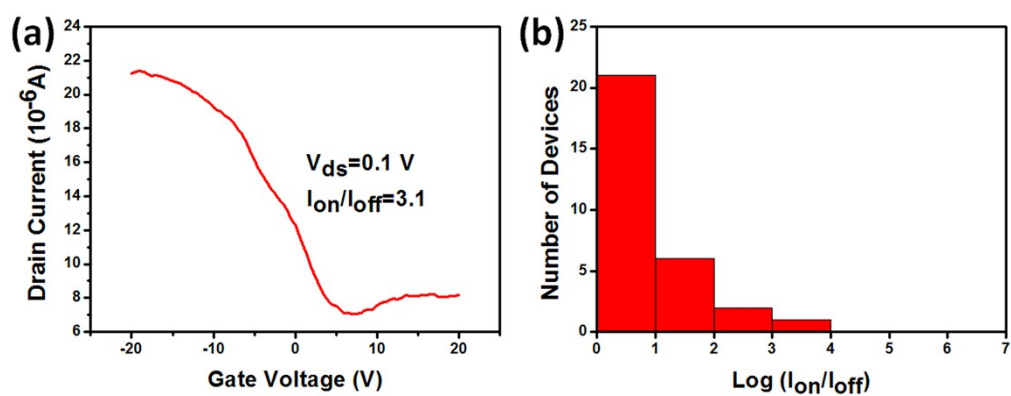 (a)
24
22
20
18
16
14
12
10
8
6
Drain Current (10-6A)
Vds=0.1 V
Ion/Ioff=3.1
-20 -10 0 10 20
Gate Voltage (V)
(b)
25
20
15
10
5
0
Number of Devices
0 1 2 3 4 5 6 7
Log (Ion/Ioff)